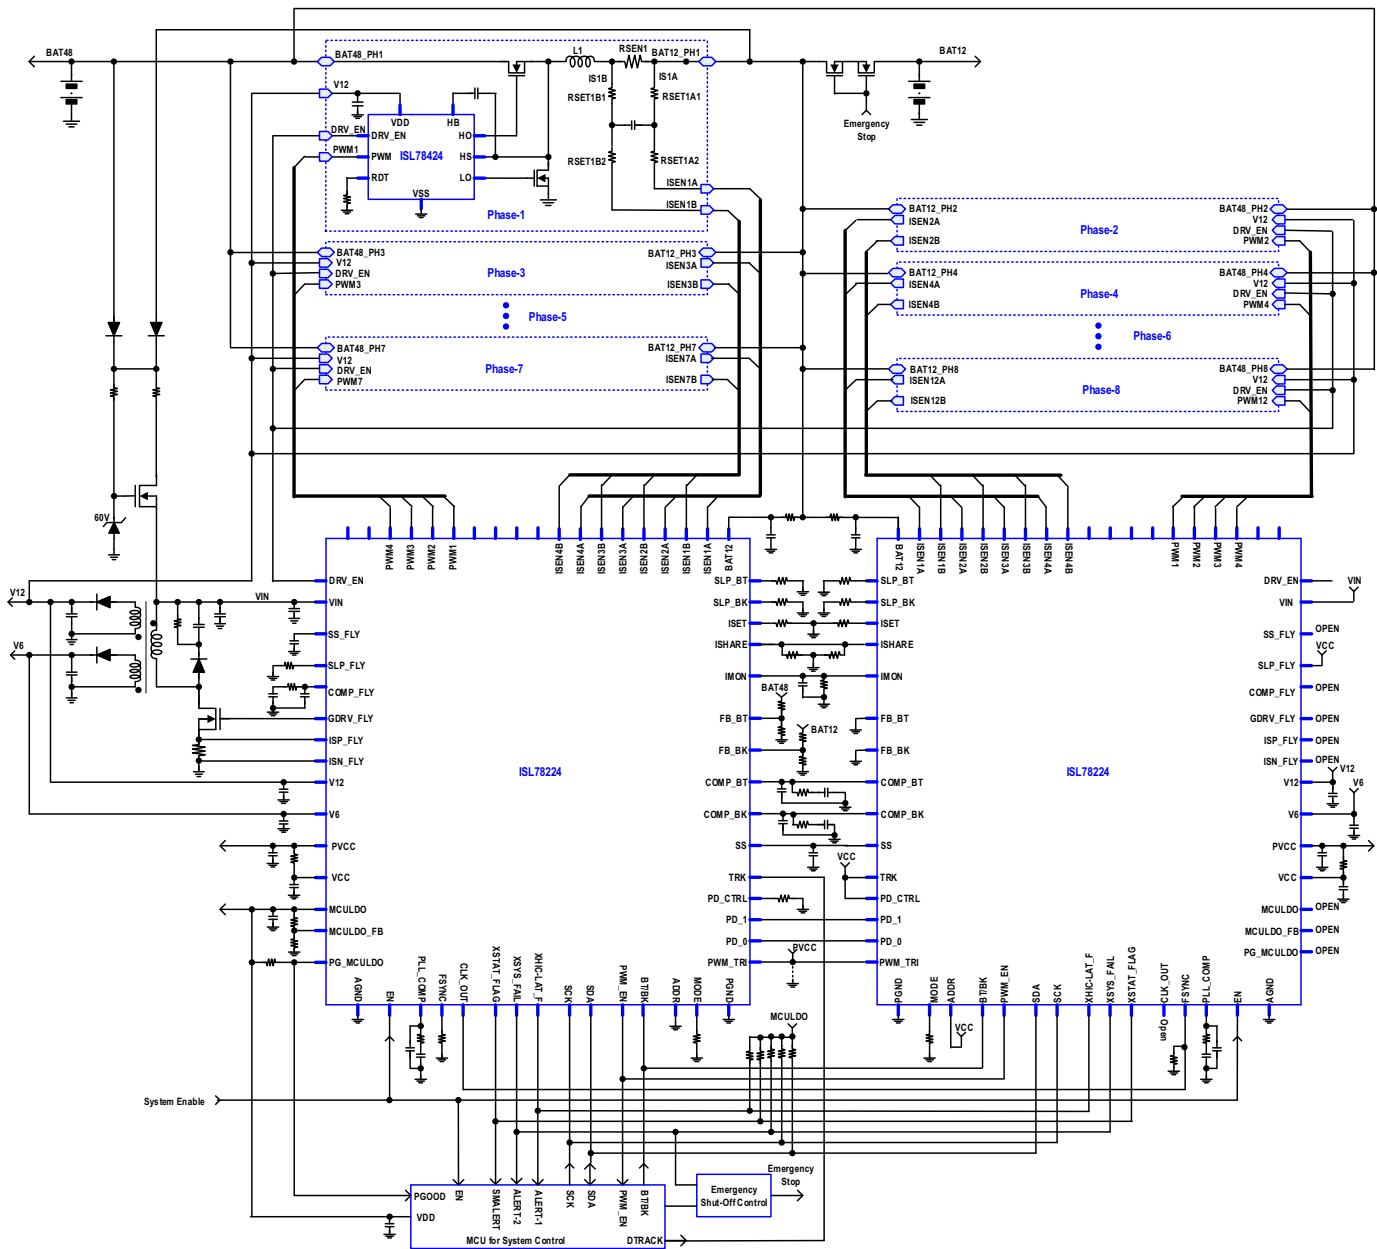 BAT48
BAT48_PH1
L1
RSEN1
BAT12_PH1
BAT12
IS1B
IS1A
RSET1B1
RSET1A1
V12
VDD
HB
DRV_EN
DRV_EN
HO
PWM1
PWM
ISL78424
HS
RDT
LO
VSS
RSET1B2
RSET1A2
ISEN1A
ISEN1B
Phase-1
Emergency
Stop
BAT48_PH3
V12
DRV_EN
PWM3
Phase-3
BAT12_PH3
ISEN3A
ISEN3B
Phase-5
BAT48_PH7
V12
DRV_EN
PWM7
Phase-7
BAT12_PH7
ISEN7A
ISEN7B
BAT12_PH2
ISEN2A
ISEN2B
Phase-2
BAT48_PH2
V12
DRV_EN
PWM2
BAT12_PH4
ISEN4A
ISEN4B
Phase-4
BAT48_PH4
V12
DRV_EN
PWM4
Phase-6
BAT12_PH8
ISEN12A
ISEN12B
Phase-8
BAT48_PH8
V12
DRV_EN
PWM12
60V
V12
V6
VIN
PWM4
PWM3
PWM2
PWM1
ISEN4B
ISEN4A
ISEN3B
ISEN3A
ISEN2B
ISEN2A
ISEN1B
ISEN1A
BAT12
DRV_EN
VIN
SS_FLY
SLP_FLY
COMP_FLY
GDRV_FLY
ISP_FLY
ISN_FLY
V12
V6
PVCC
VCC
MCULDO
MCULDO_FB
PG_MCULDO
ISL78224
SLP_BT
SLP_BK
ISET
ISHARE
IMON
FB_BT
FB_BK
COMP_BT
COMP_BK
SS
TRK
PD_CTRL
PD_1
PD_0
PWM_TRI
AGND
EN
PLL_COMP
FSYNC
CLK_OUT
XSTAT_FLAG
XSYS_FAIL
XHIC-LAT_F
SCK
SDA
PWM_EN
BT/BK
ADDR
MODE
PGND
BAT48
BAT12
VCC
PVCC
MCULDO
BAT12
ISEN1A
ISEN1B
ISEN2A
ISEN2B
ISEN3A
ISEN3B
ISEN4A
ISEN4B
PWM1
PWM2
PWM3
PWM4
SLP_BT
SLP_BK
ISET
ISHARE
IMON
FB_BT
FB_BK
COMP_BT
COMP_BK
SS
TRK
PD_CTRL
PD_1
PD_0
PWM_TRI
ISL78224
DRV_EN
VIN
VIN
SS_FLY
OPEN
VCC
SLP_FLY
COMP_FLY
OPEN
GDRV_FLY
OPEN
ISP_FLY
OPEN
ISN_FLY
OPEN
V12
V12
V6
V6
PVCC
VCC
MCULDO
OPEN
MCULDO_FB
OPEN
PG_MCULDO
OPEN
PGND
MODE
ADDR
BT/BK
PWM_EN
SDA
SCK
XHIC-LAT_F
XSYS_FAIL
XSTAT_FLAG
CLK_OUT
FSYNC
PLL_COMP
EN
AGND
VCC
Open
System Enable
PGOOD
VDD
EN
SMALERT
ALERT-2
ALERT-1
SCK
SDA
PWM_EN
BT/BK
DTRACK
MCU for System Control
Emergency
Shut-Off Control
Emergency
Stop